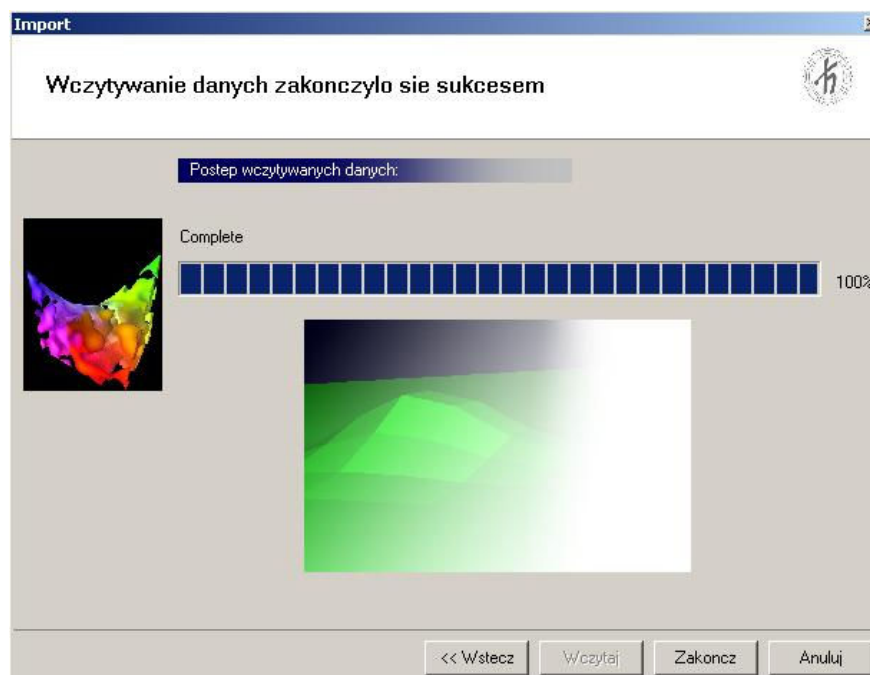 Import
Wczytywanie danych zakonczylo sie sukcesem
Postep wczytywanych danych:
Complete
100%
<< Wstecz
Wczytaj
Zakoncz
Anuluj